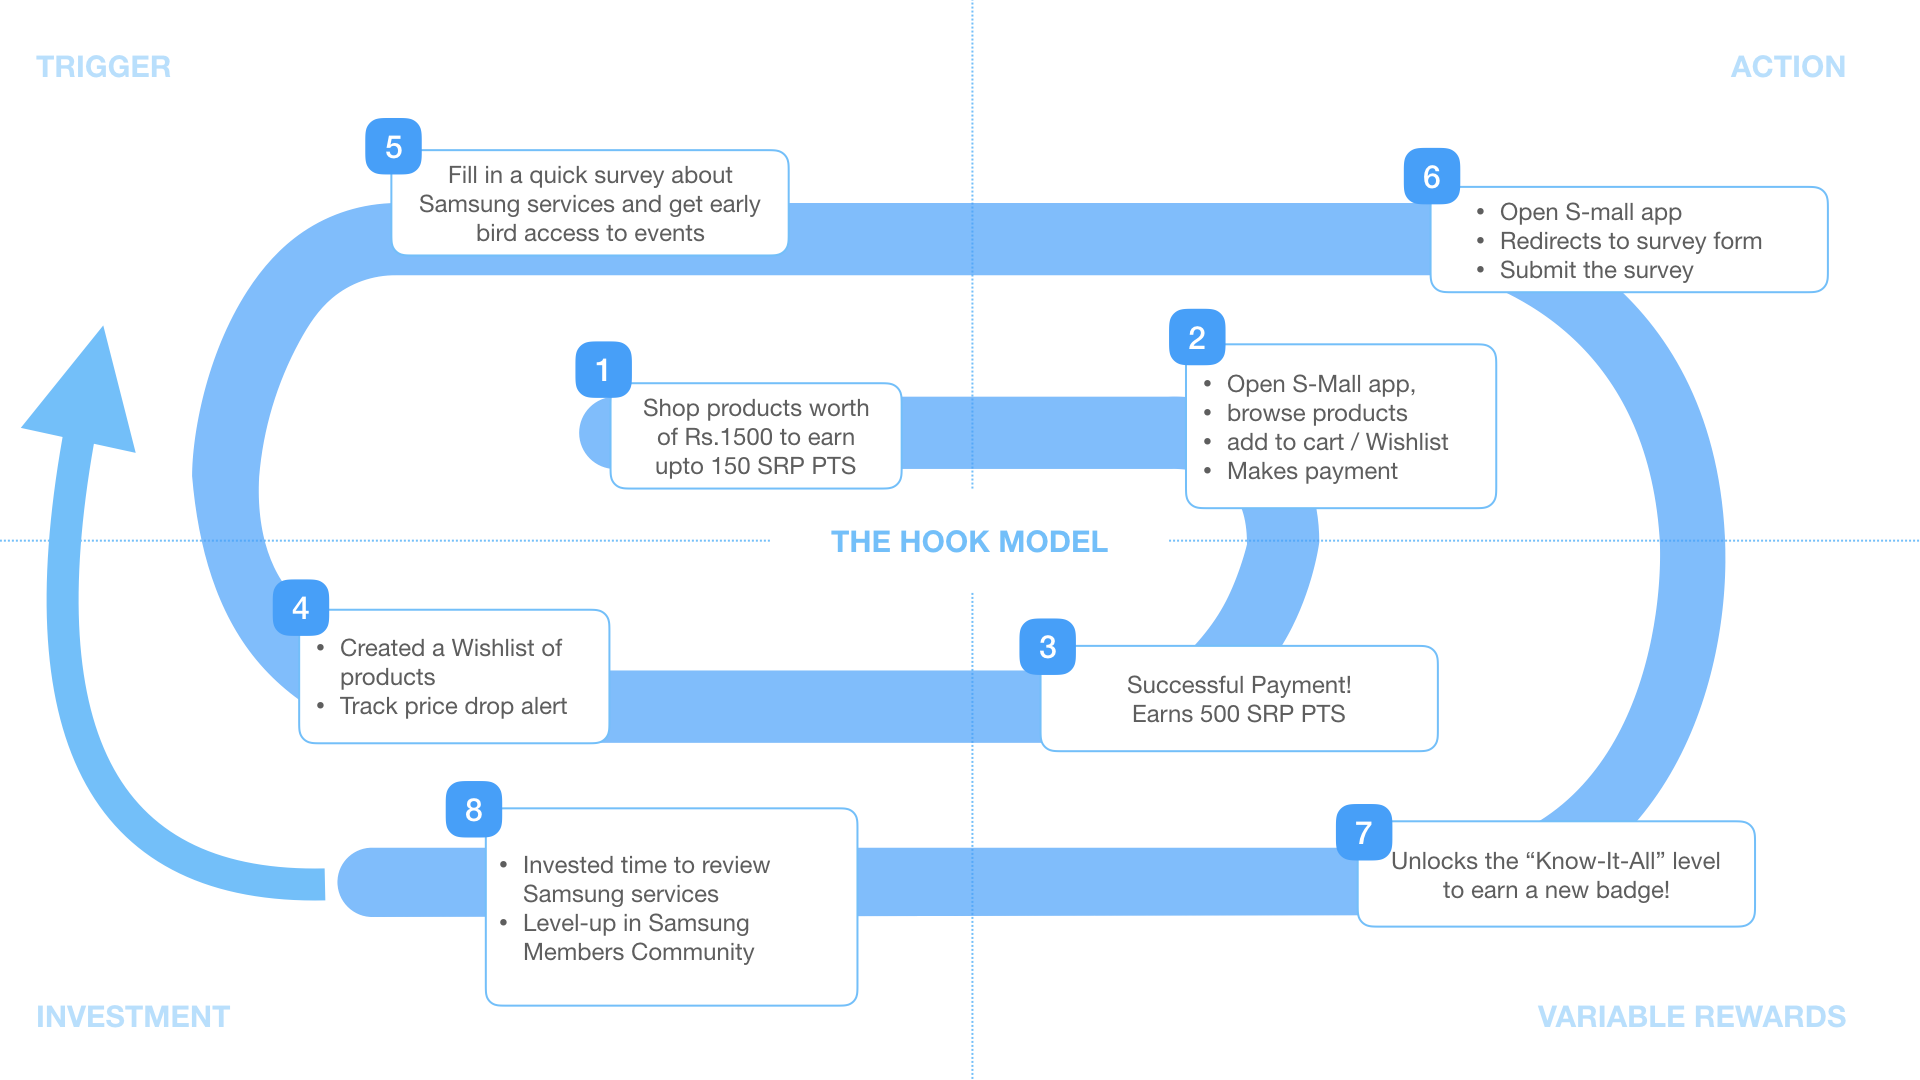 TRIGGER
ACTION
5
Fill in a quick survey about
Samsung services and get early
bird access to events
6
• Open S-mall app
• Redirects to survey form
• Submit the survey
1
Shop products worth
of Rs.1500 to earn
upto 150 SRP PTS
2
• Open S-Mall app,
• browse products
• add to cart / Wishlist
• Makes payment
THE HOOK MODEL
4
• Created a Wishlist of
products
• Track price drop alert
3
Successful Payment!
Earns 500 SRP PTS
8
• Invested time to review
Samsung services
• Level-up in Samsung
Members Community
7
Unlocks the “Know-It-All” level
to earn a new badge!
INVESTMENT
VARIABLE REWARDS